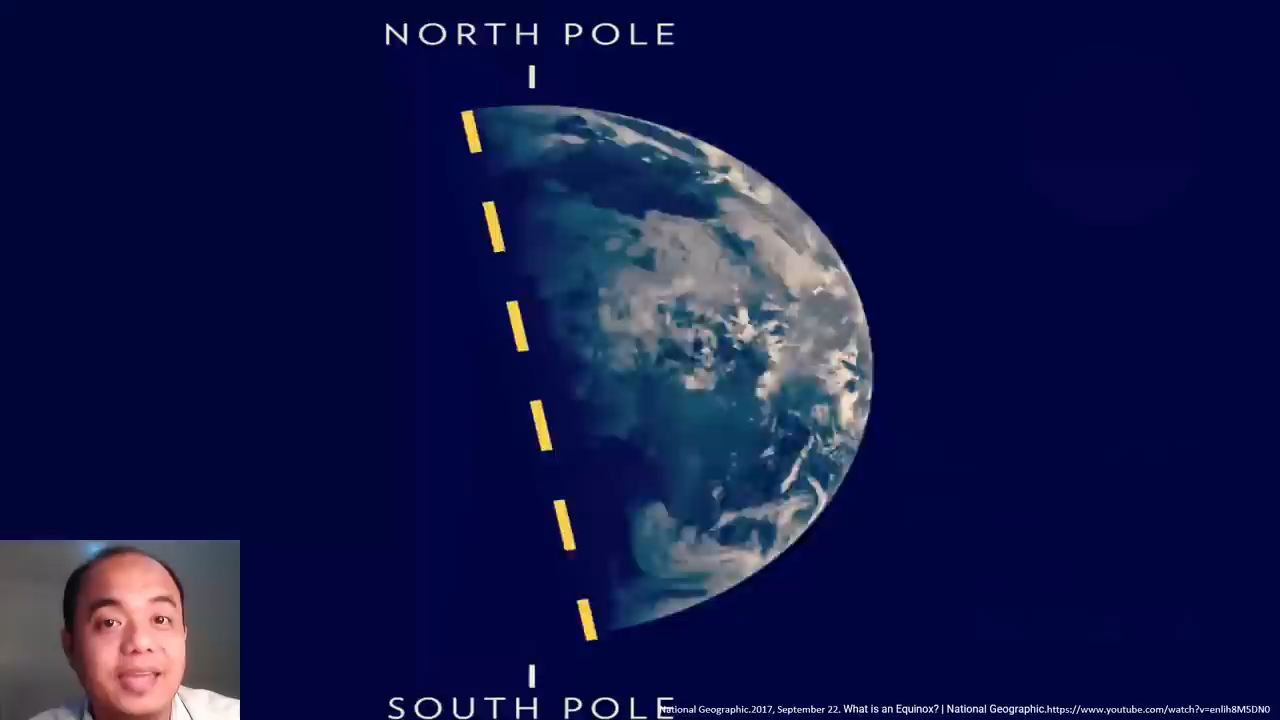 NORTH POLE
SOUTH POLE
National Geographic.2017, September 22. What is an Equinox? | National Geographic.https://www.youtube.com/watch?v=enlih8M5DN0